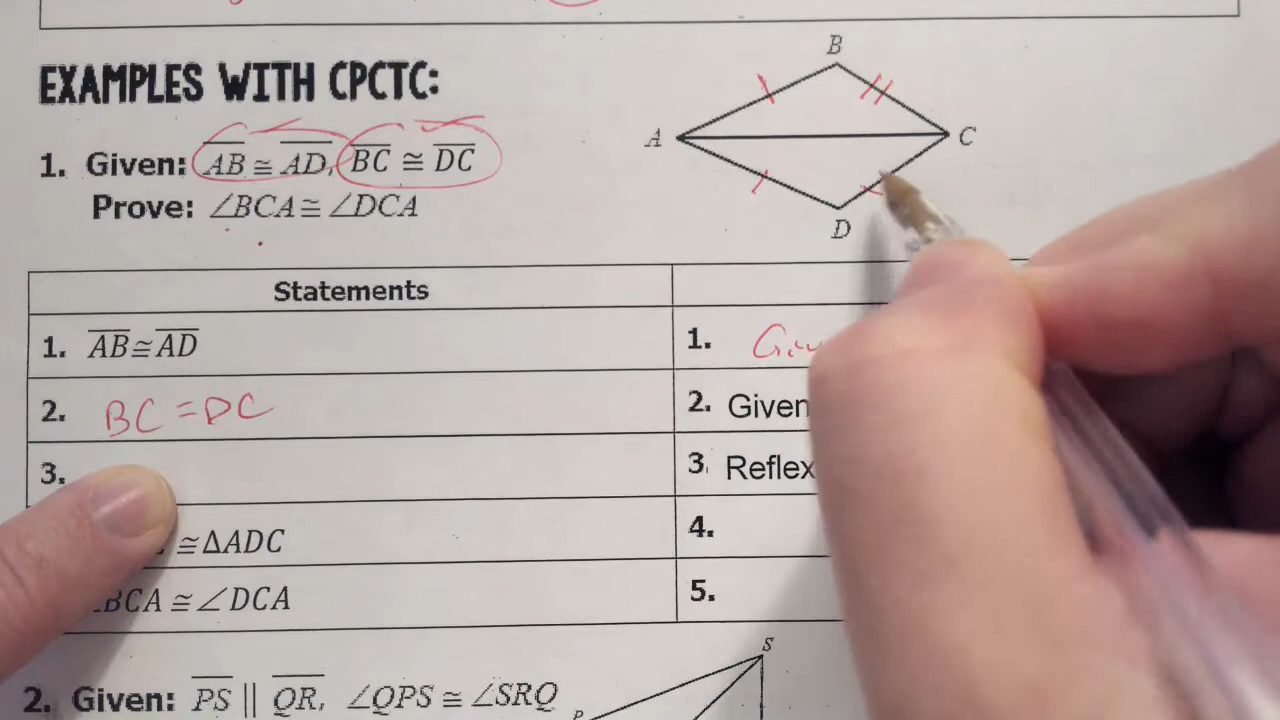 EXAMPLES WITH CPCTC:
1. Given: AB ≅ AD, BC ≅ DC
Prove: ∠BCA ≅ ∠DCA
B
A
C
D
Statements
1. AB ≅ AD
1.
2. BC = DC
2. Given
3.
3.
≅ ΔADC
4.
BCA ≅ ∠DCA
5.
2. Given: PS || QR, ∠QPS ≅ ∠SRQ
S
P